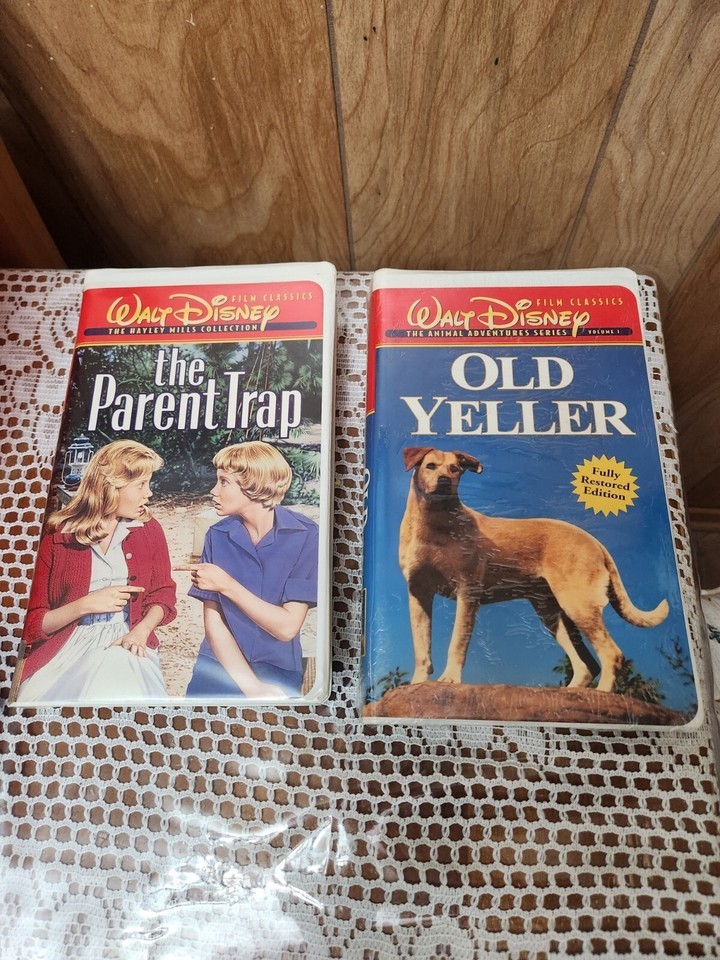 WALT DISNEY
FILM CLASSICS
THE HAYLEY MILLS COLLECTION
the
Parent Trap
WALT DISNEY
FILM CLASSICS
THE ANIMAL ADVENTURES SERIES VOLUME 1
OLD
YELLER
Fully
Restored
Edition